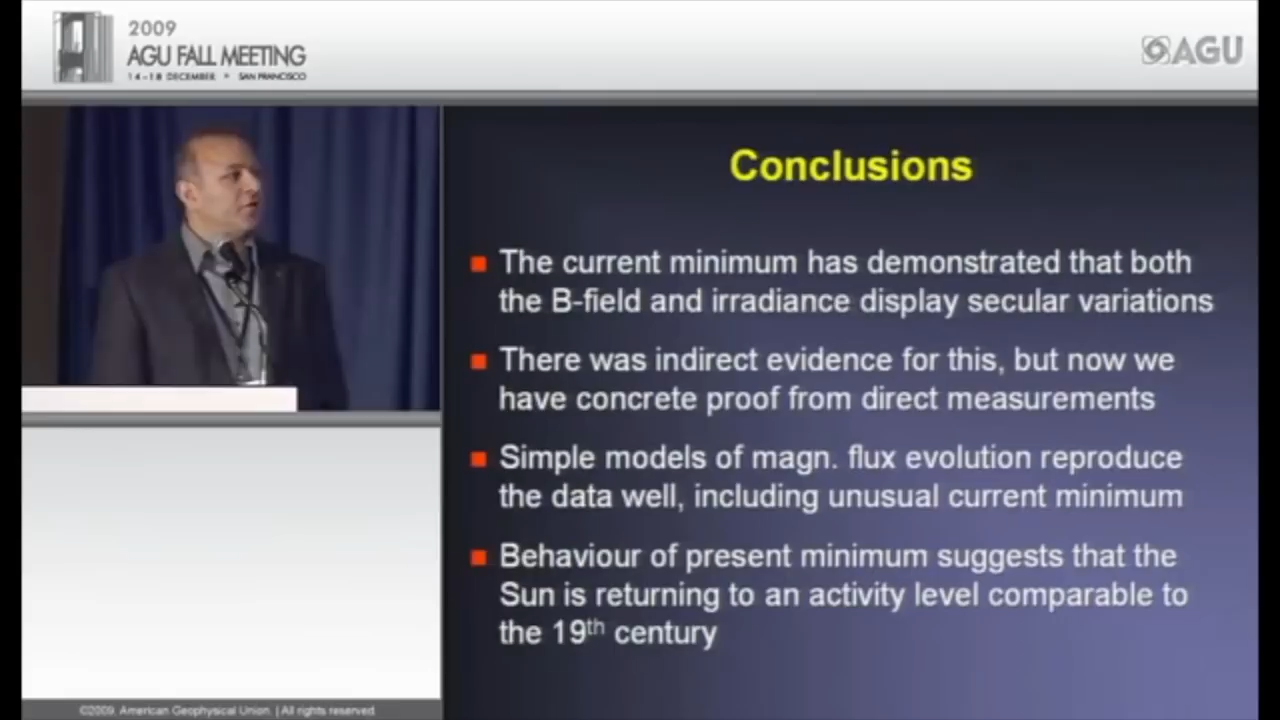 2009
AGU FALL MEETING
14-18 DECEMBER • SAN FRANCISCO
AGU
Conclusions
The current minimum has demonstrated that both
the B-field and irradiance display secular variations
There was indirect evidence for this, but now we
have concrete proof from direct measurements
Simple models of magn. flux evolution reproduce
the data well, including unusual current minimum
Behaviour of present minimum suggests that the
Sun is returning to an activity level comparable to
the 19th century
©2009. American Geophysical Union. | All rights reserved.